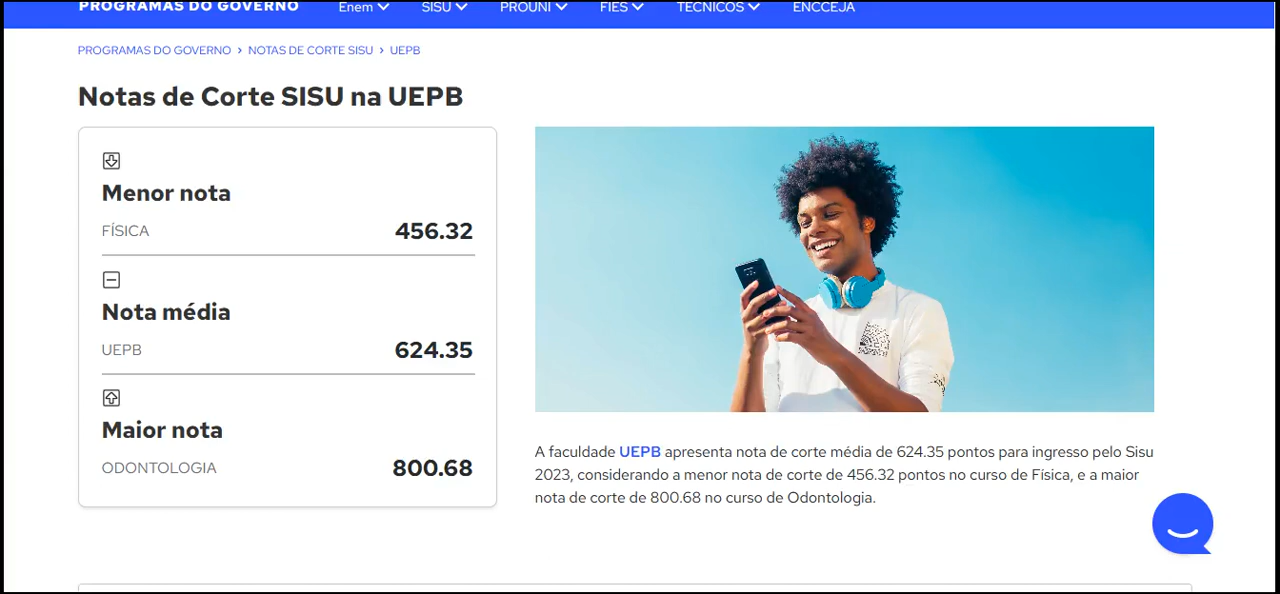 PROGRAMAS DO GOVERNO Enem SISU PROUNI FIES TÉCNICOS ENCCEJA
PROGRAMAS DO GOVERNO > NOTAS DE CORTE SISU > UEPB
Notas de Corte SISU na UEPB
Menor nota
FÍSICA 456.32
Nota média
UEPB 624.35
Maior nota
ODONTOLOGIA 800.68
A faculdade UEPB apresenta nota de corte média de 624.35 pontos para ingresso pelo Sisu
2023, considerando a menor nota de corte de 456.32 pontos no curso de Física, e a maior
nota de corte de 800.68 no curso de Odontologia.